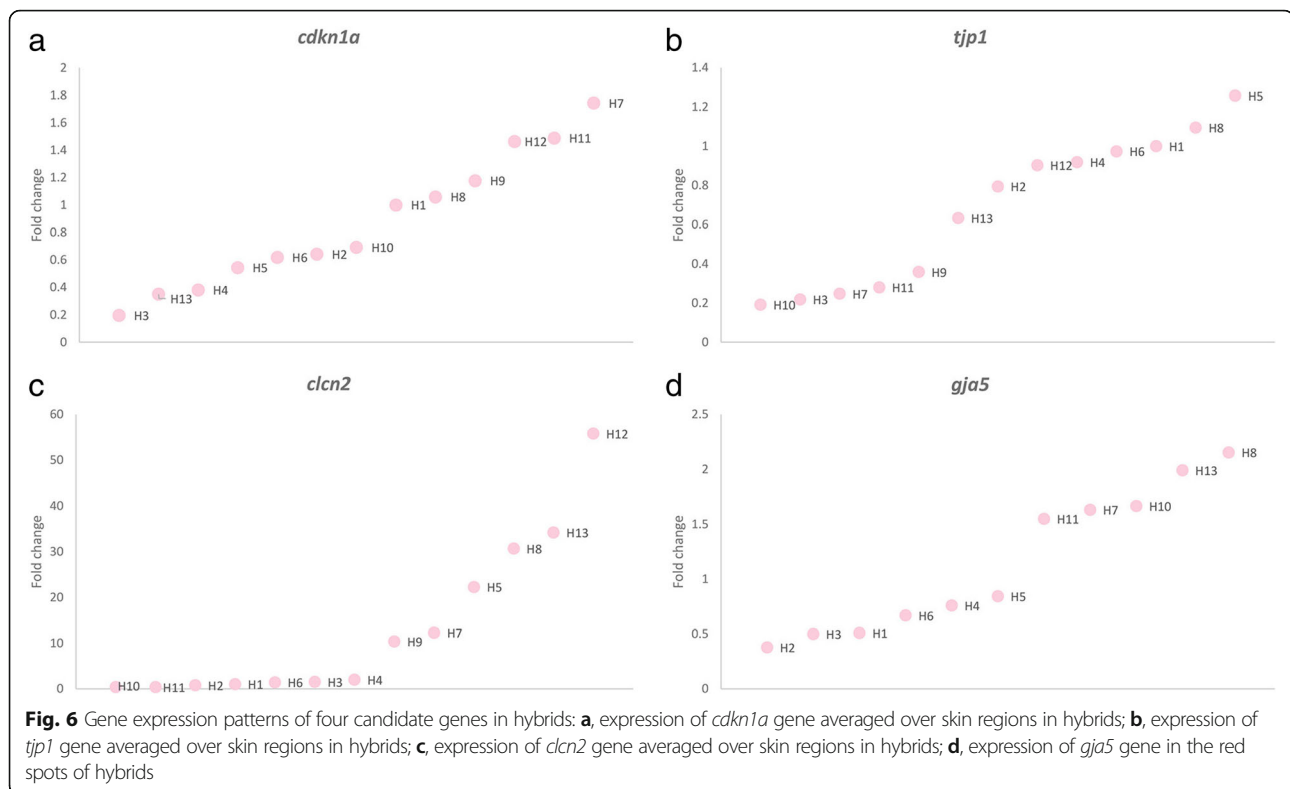 a
cdkn1a
Fold change
2
1.8
1.6
1.4
1.2
1
0.8
0.6
0.4
0.2
0
H3
H13
H4
H5
H6
H2
H10
H1
H8
H9
H12
H11
H7
b
tjp1
Fold change
1.4
1.2
1
0.8
0.6
0.4
0.2
0
H10
H3
H7
H11
H9
H13
H2
H12
H4
H6
H1
H8
H5
c
clcn2
Fold change
60
50
40
30
20
10
0
H10
H11
H2
H1
H6
H3
H4
H9
H7
H5
H8
H13
H12
d
gja5
Fold change
2.5
2
1.5
1
0.5
0
H2
H3
H1
H6
H4
H5
H11
H7
H10
H13
H8
Fig. 6 Gene expression patterns of four candidate genes in hybrids: a, expression of cdkn1a gene averaged over skin regions in hybrids; b, expression of
tjp1 gene averaged over skin regions in hybrids; c, expression of clcn2 gene averaged over skin regions in hybrids; d, expression of gja5 gene in the red
spots of hybrids